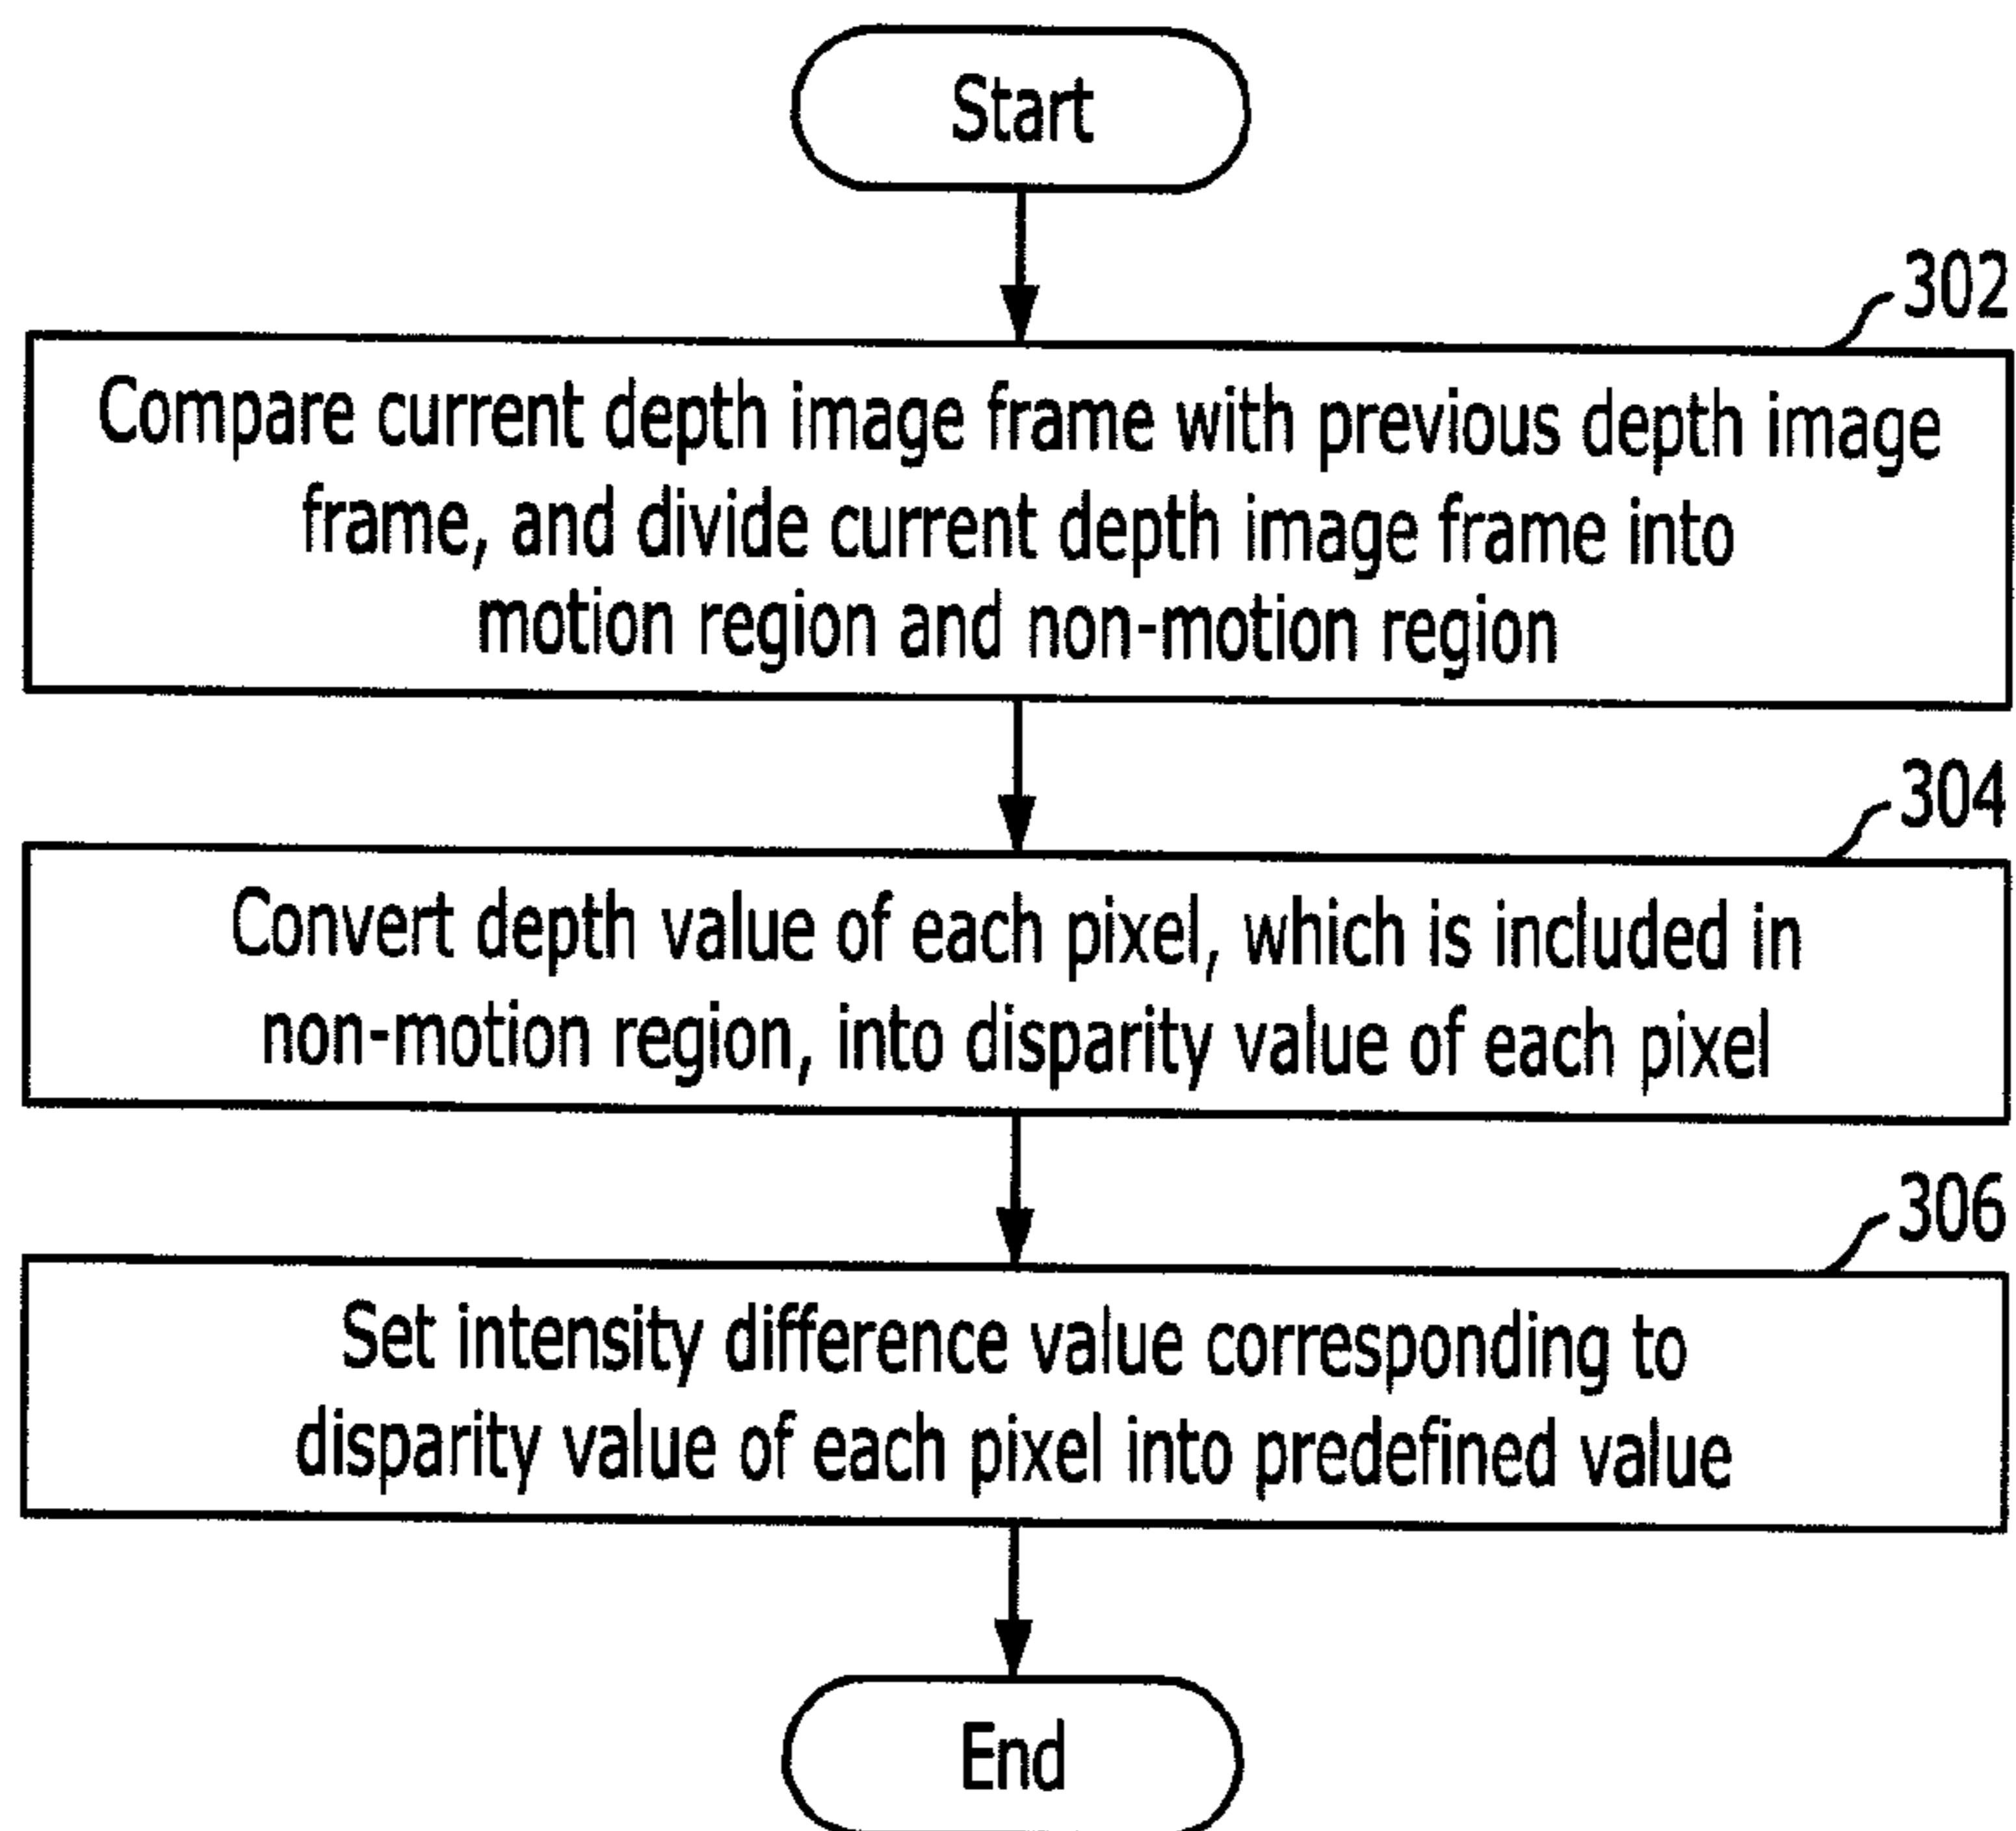 Start
302
Compare current depth image frame with previous depth image
frame, and divide current depth image frame into
motion region and non-motion region
304
Convert depth value of each pixel, which is included in
non-motion region, into disparity value of each pixel
306
Set intensity difference value corresponding to
disparity value of each pixel into predefined value
End